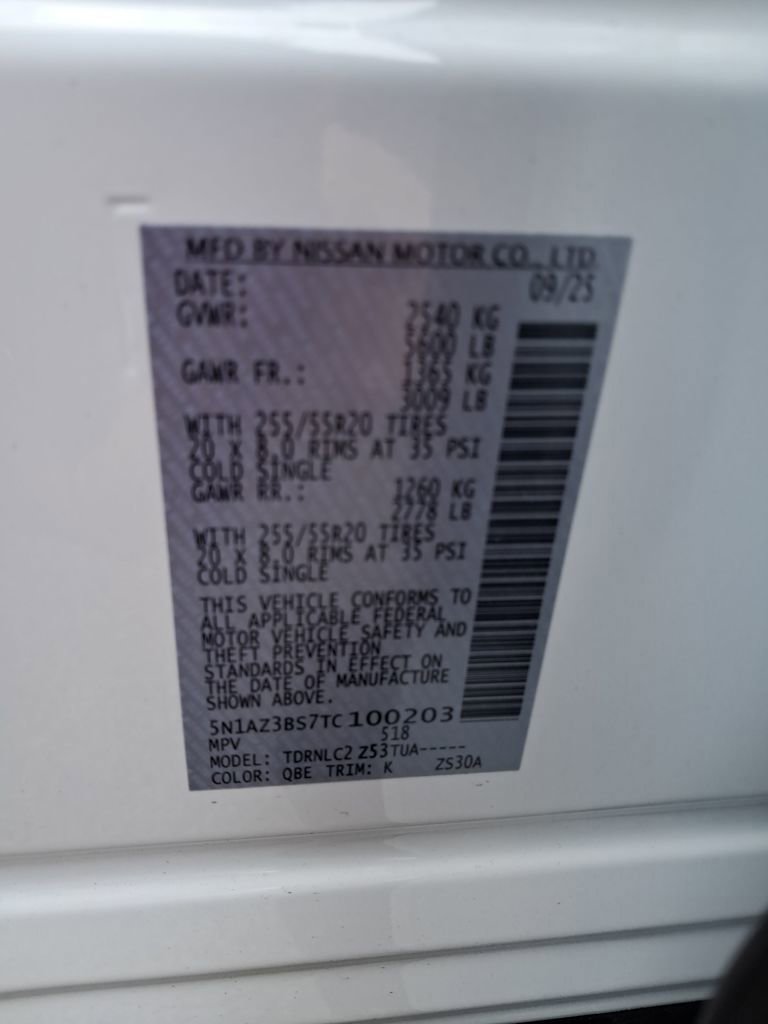 MFD BY NISSAN MOTOR CO., LTD.
DATE: 09/25
GVWR: 2540 KG
5600 LB
GAWR FR.: 1365 KG
3009 LB
WITH 255/55R20 TIRES
20 X 8.0 RIMS AT 35 PSI
COLD SINGLE
GAWR RR.: 1260 KG
2778 LB
WITH 255/55R20 TIRES
20 X 8.0 RIMS AT 35 PSI
COLD SINGLE
THIS VEHICLE CONFORMS TO
ALL APPLICABLE FEDERAL
MOTOR VEHICLE SAFETY AND
THEFT PREVENTION
STANDARDS IN EFFECT ON
THE DATE OF MANUFACTURE
SHOWN ABOVE.
5N1AZ3BS7TC100203
MPV 518
MODEL: TDRNLC2 Z53TUA-----
COLOR: QBE TRIM: K ZS30A